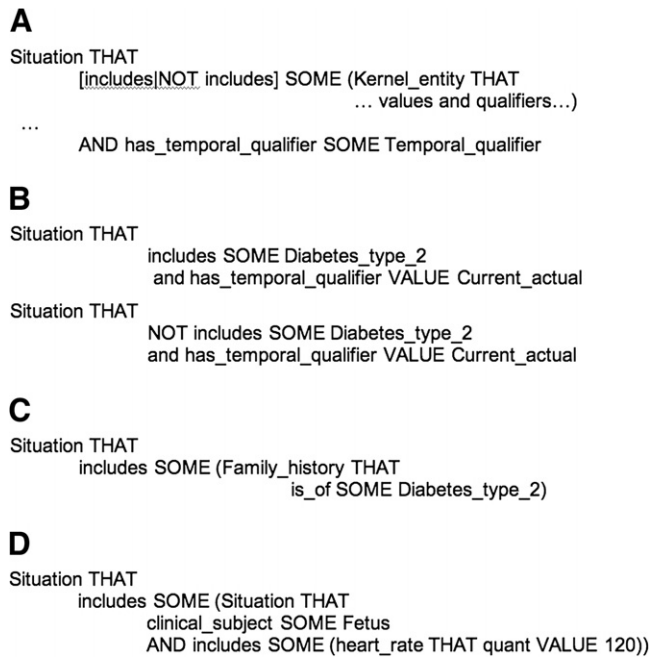 A
Situation THAT
[includes|NOT includes] SOME (Kernel_entity THAT
... values and qualifiers...)
...
AND has_temporal_qualifier SOME Temporal_qualifier
B
Situation THAT
includes SOME Diabetes_type_2
and has_temporal_qualifier VALUE Current_actual
Situation THAT
NOT includes SOME Diabetes_type_2
and has_temporal_qualifier VALUE Current_actual
C
Situation THAT
includes SOME (Family_history THAT
is_of SOME Diabetes_type_2)
D
Situation THAT
includes SOME (Situation THAT
clinical_subject SOME Fetus
AND includes SOME (heart_rate THAT quant VALUE 120))